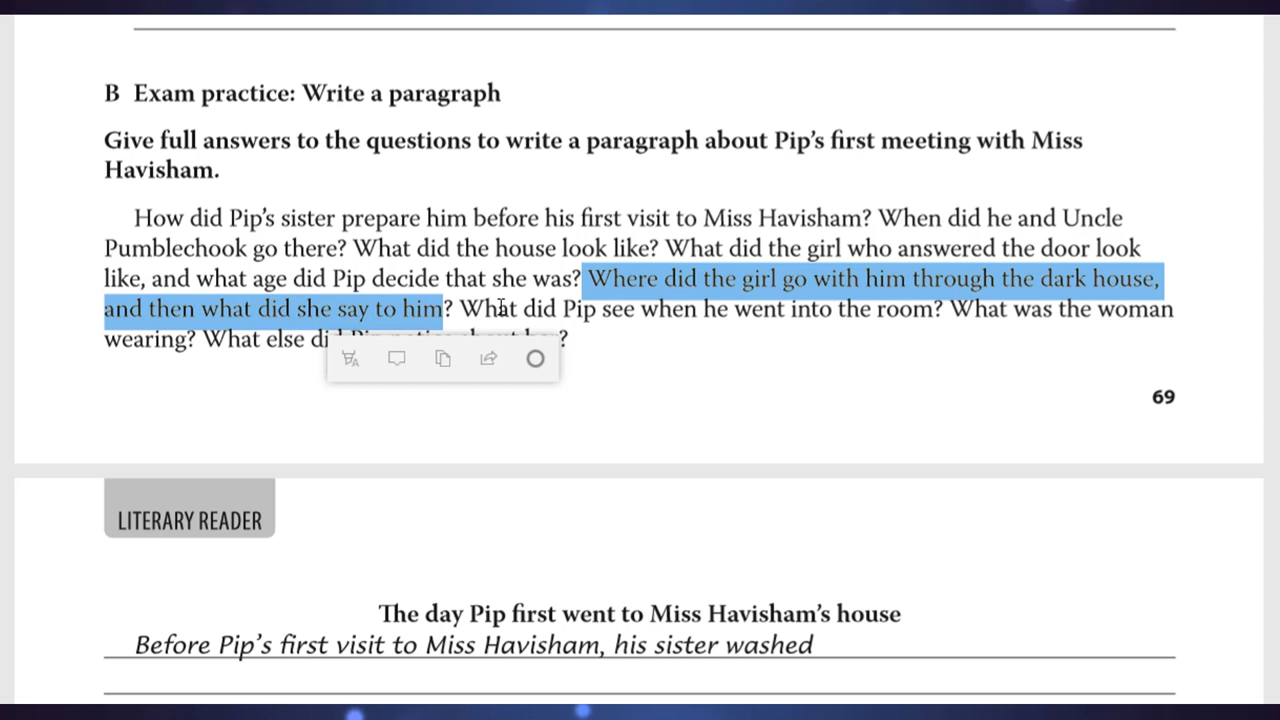 B Exam practice: Write a paragraph
Give full answers to the questions to write a paragraph about Pip’s first meeting with Miss
Havisham.
How did Pip’s sister prepare him before his first visit to Miss Havisham? When did he and Uncle
Pumblechook go there? What did the house look like? What did the girl who answered the door look
like, and what age did Pip decide that she was? Where did the girl go with him through the dark house,
and then what did she say to him? What did Pip see when he went into the room? What was the woman
wearing? What else did ?
69
LITERARY READER
The day Pip first went to Miss Havisham’s house
Before Pip’s first visit to Miss Havisham, his sister washed